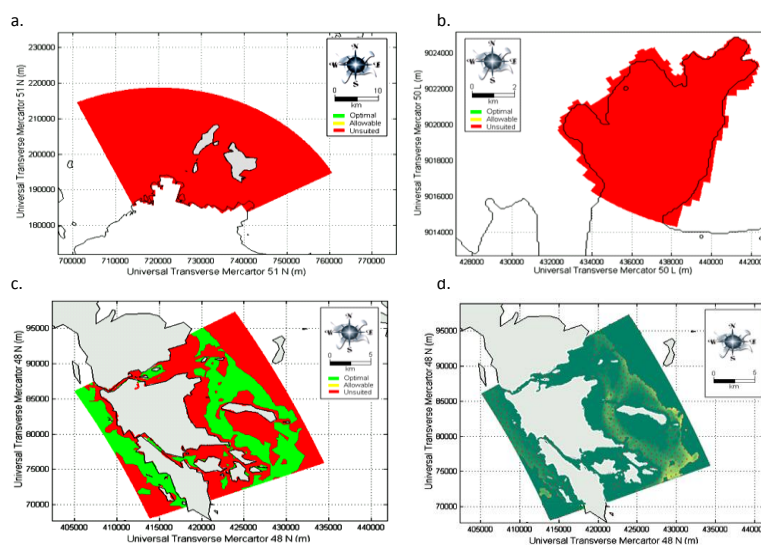 a.
b.
Universal Transverse Mercartor 51 N (m)
230000
220000
210000
200000
190000
180000
N
W
E
S
0
10
km
Optimal
Allowable
Unsuited
700000 710000 720000 730000 740000 750000 760000 770000
Universal Transverse Mercartor 51 N (m)
Universal Transverse Mercartor 50 L (m)
9024000
9022000
9020000
9018000
9016000
9014000
N
W
E
S
0
2
km
Optimal
Allowable
Unsuited
428000 430000 432000 434000 436000 438000 440000 442000
Universal Transverse Mercartor 50 L (m)
c.
d.
Universal Transverse Mercartor 48 N (m)
95000
90000
85000
80000
75000
70000
N
W
E
S
0
5
km
Optimal
Allowable
Unsuited
405000 410000 415000 420000 425000 430000 435000 440000
Universal Transverse Mercartor 48 N (m)
Universal Transverse Mercartor 48 N (m)
95000
90000
85000
80000
75000
70000
N
W
E
S
0
5
km
405000 410000 415000 420000 425000 430000 435000
Universal Transverse Mercartor 48 N (m)